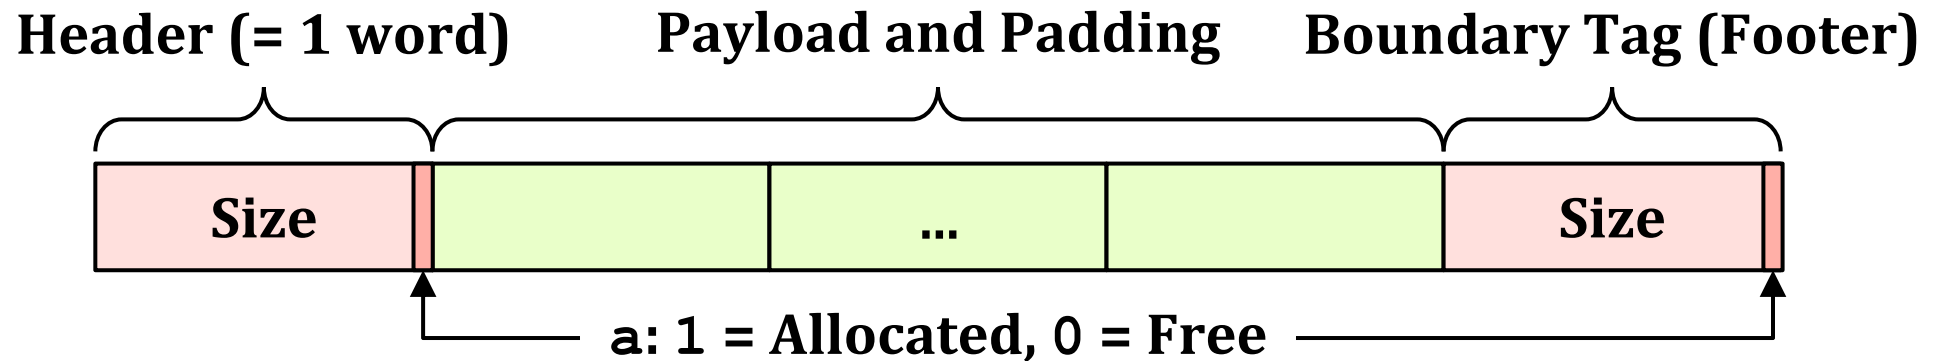 Header (= 1 word)
Payload and Padding
Boundary Tag (Footer)
Size
...
Size
a: 1 = Allocated, 0 = Free